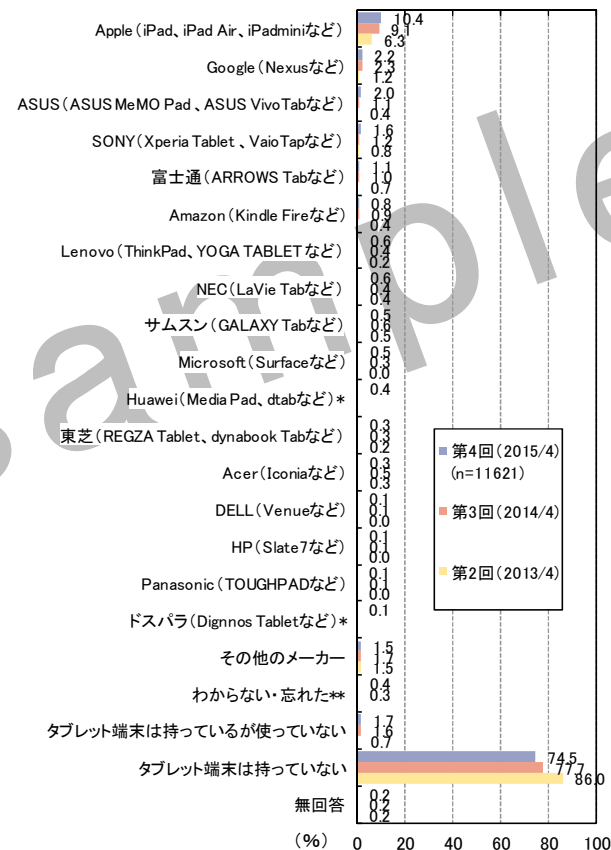 Apple（iPad、iPad Air、iPadminiなど） 10.4 9.1 6.3
Google（Nexusなど） 2.2 2.3 1.2
ASUS（ASUS MeMO Pad 、ASUS VivoTabなど） 2.0 1.1 0.4
SONY（Xperia Tablet 、VaioTapなど） 1.6 1.2 0.8
富士通（ARROWS Tabなど） 1.1 1.0 0.7
Amazon（Kindle Fireなど） 0.8 0.9 0.4
Lenovo（ThinkPad、YOGA TABLETなど） 0.6 0.4 0.2
NEC（LaVie Tabなど） 0.6 0.4 0.4
サムスン（GALAXY Tabなど） 0.5 0.6 0.5
Microsoft（Surfaceなど） 0.5 0.3 0.0
Huawei（Media Pad、dtabなど）* 0.4
東芝（REGZA Tablet、dynabook Tabなど） 0.3 0.3 0.2
Acer（Iconiaなど） 0.3 0.5 0.3
DELL（Venueなど） 0.1 0.1 0.0
HP（Slate7など） 0.1 0.1 0.0
Panasonic（TOUGHPADなど） 0.1 0.1 0.0
ドスパラ（Dignnos Tabletなど）* 0.1
その他のメーカー 1.5 1.7 1.5
わからない・忘れた** 0.4 0.3
タブレット端末は持っているが使っていない 1.7 1.6 0.7
タブレット端末は持っていない 74.5 77.7 86.0
無回答 0.2 0.2 0.2
（％） 0 20 40 60 80 100
第4回（2015/4）
（n=11621）
第3回（2014/4）
第2回（2013/4）
sample